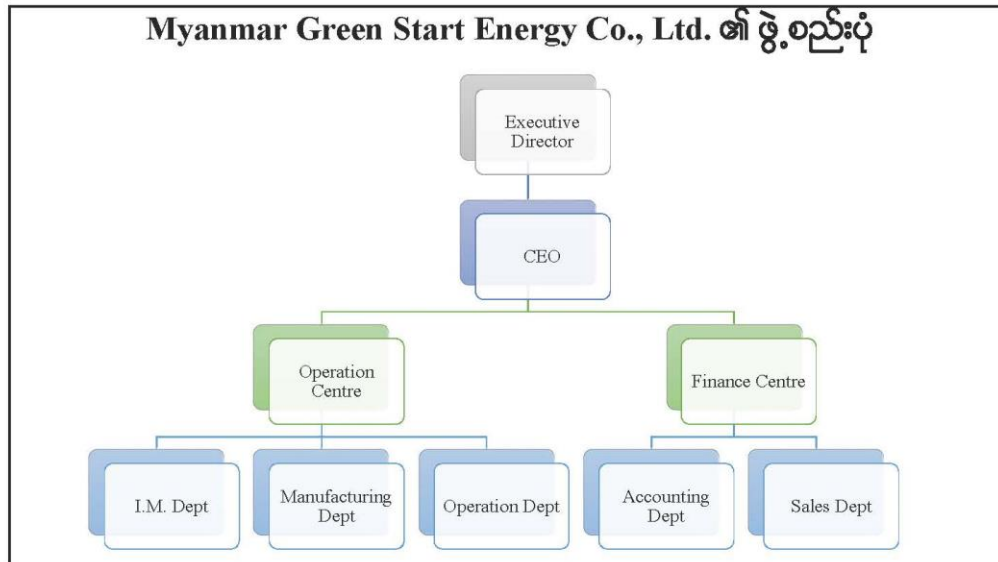 Myanmar Green Start Energy Co., Ltd. ၏ ဖွဲ့စည်းပုံ
Executive
Director
CEO
Operation
Centre
Finance Centre
I.M. Dept
Manufacturing
Dept
Operation Dept
Accounting
Dept
Sales Dept